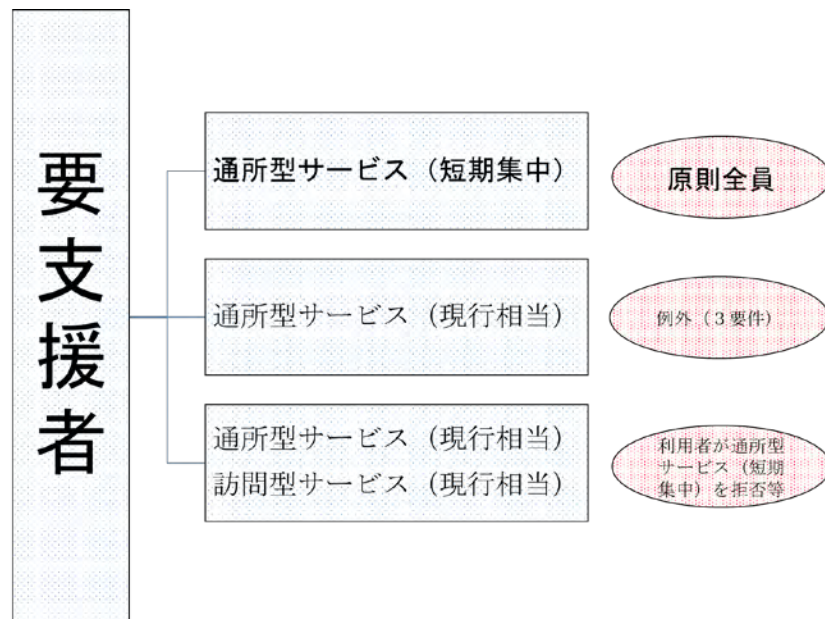 要支援者
通所型サービス（短期集中）
原則全員
通所型サービス（現行相当）
例外（３要件）
通所型サービス（現行相当）
訪問型サービス（現行相当）
利用者が通所型
サービス（短期
集中）を拒否等